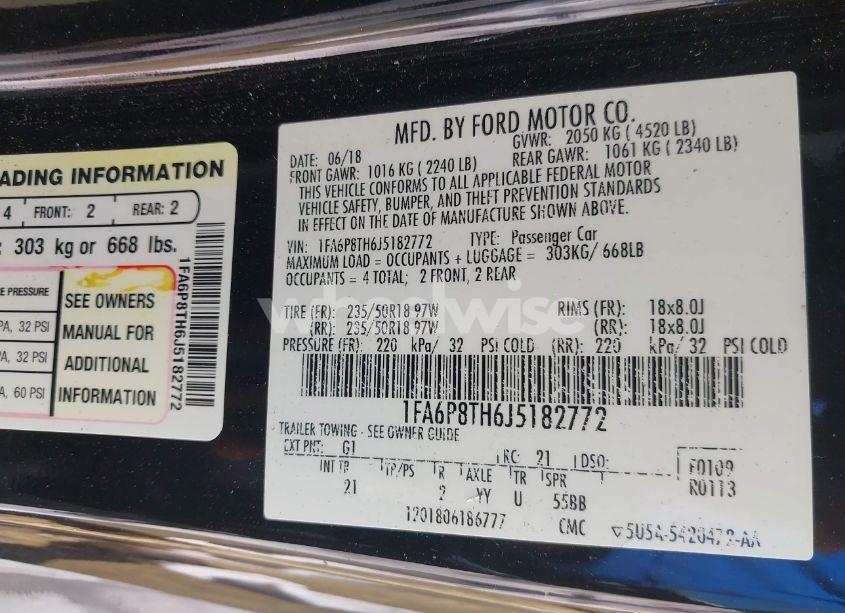 ADING INFORMATION
4 FRONT: 2 REAR: 2
: 303 kg or 668 lbs.
E PRESSURE
PA, 32 PSI
PA, 32 PSI
A, 60 PSI
SEE OWNERS
MANUAL FOR
ADDITIONAL
INFORMATION
1FA6P8TH6J5182772
MFD. BY FORD MOTOR CO.
DATE: 06/18 GVWR: 2050 KG ( 4520 LB)
FRONT GAWR: 1016 KG ( 2240 LB) REAR GAWR: 1061 KG ( 2340 LB)
THIS VEHICLE CONFORMS TO ALL APPLICABLE FEDERAL MOTOR
VEHICLE SAFETY, BUMPER, AND THEFT PREVENTION STANDARDS
IN EFFECT ON THE DATE OF MANUFACTURE SHOWN ABOVE.
VIN: 1FA6P8TH6J5182772 TYPE: Passenger Car
MAXIMUM LOAD = OCCUPANTS + LUGGAGE = 303KG/ 668LB
OCCUPANTS = 4 TOTAL; 2 FRONT, 2 REAR
wheelwise
TIRE (FR): 235/50R18 97W RIMS (FR): 18x8.0J
(RR): 235/50R18 97W (RR): 18x8.0J
PRESSURE (FR): 220 kPa/ 32 PSI COLD (RR): 220 kPa/ 32 PSI COLD
1FA6P8TH6J5182772
TRAILER TOWING - SEE OWNER GUIDE
EXT PNT: G1 RC: 21 DSO: F0109
INT TR TP/PS R AXLE TR SPR R0113
21 2 YY U 55BB
1201806186777 CMC